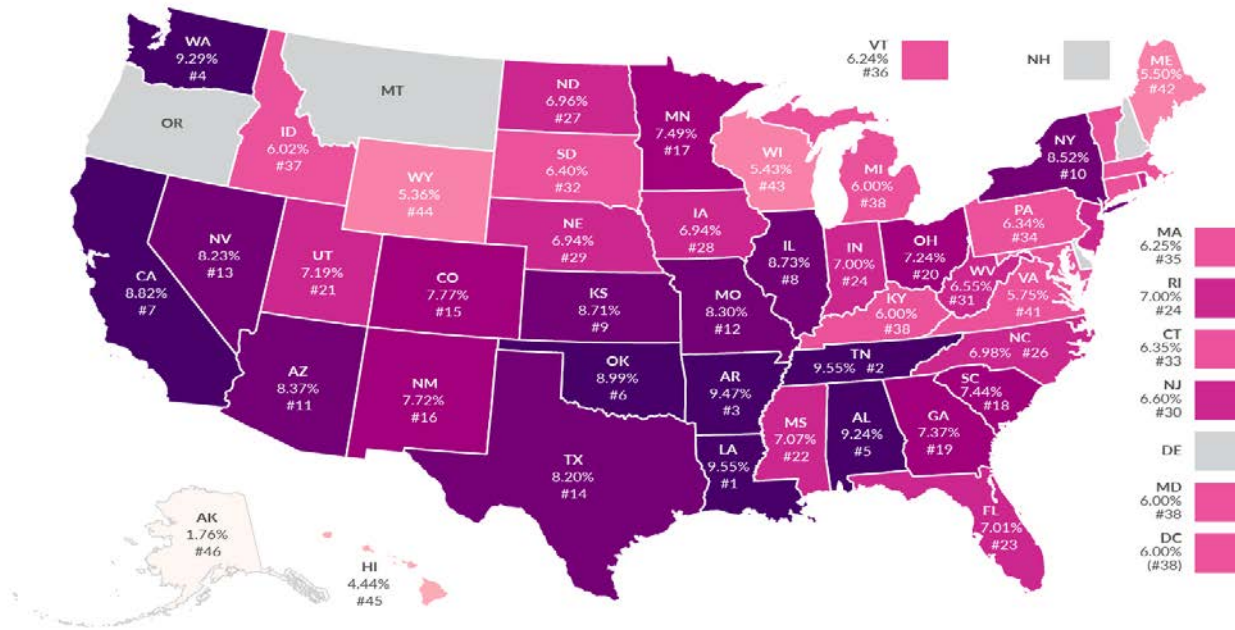 WA
9.29%
#4
OR
CA
8.82%
#7
NV
8.23%
#13
ID
6.02%
#37
MT
WY
5.36%
#44
UT
7.19%
#21
CO
7.77%
#15
AZ
8.37%
#11
NM
7.72%
#16
ND
6.96%
#27
SD
6.40%
#32
NE
6.94%
#29
KS
8.71%
#9
OK
8.99%
#6
TX
8.20%
#14
MN
7.49%
#17
IA
6.94%
#28
MO
8.30%
#12
AR
9.47%
#3
LA
9.55%
#1
WI
5.43%
#43
IL
8.73%
#8
MI
6.00%
#38
IN
7.00%
#24
OH
7.24%
#20
KY
6.00%
#38
TN
9.55% #2
MS
7.07%
#22
AL
9.24%
#5
GA
7.37%
#19
FL
7.01%
#23
SC
7.44%
#18
NC
6.98% #26
WV
6.55%
#31
VA
5.75%
#41
PA
6.34%
#34
NY
8.52%
#10
ME
5.50%
#42
VT
6.24%
#36
NH
MA
6.25%
#35
RI
7.00%
#24
CT
6.35%
#33
NJ
6.60%
#30
DE
MD
6.00%
#38
DC
6.00%
(#38)
AK
1.76%
#46
HI
4.44%
#45